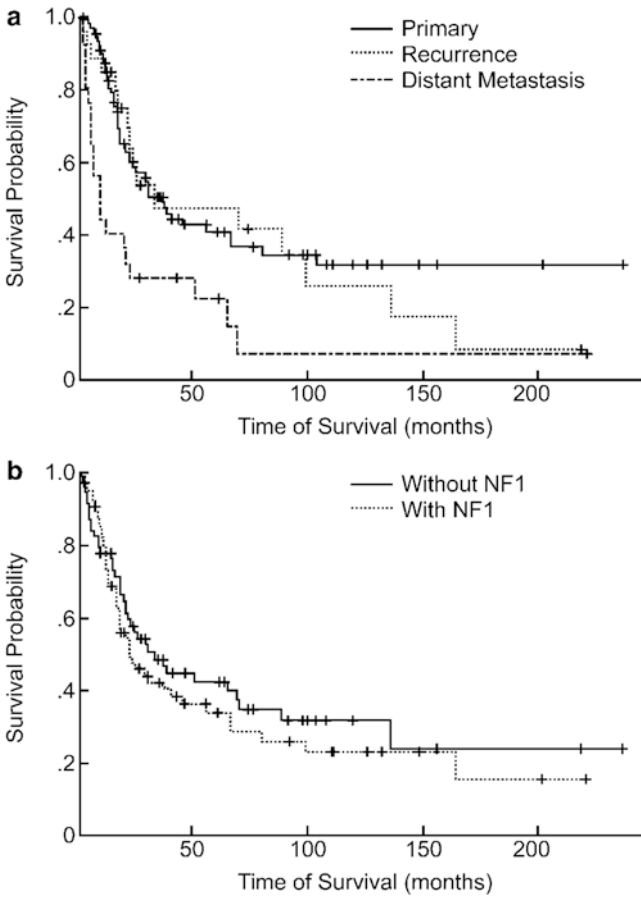 a
1.0
.8
.6
.4
.2
0
Survival Probability
Primary
Recurrence
Distant Metastasis
50
100
150
200
Time of Survival (months)
b
1.0
.8
.6
.4
.2
0
Survival Probability
Without NF1
With NF1
50
100
150
200
Time of Survival (months)